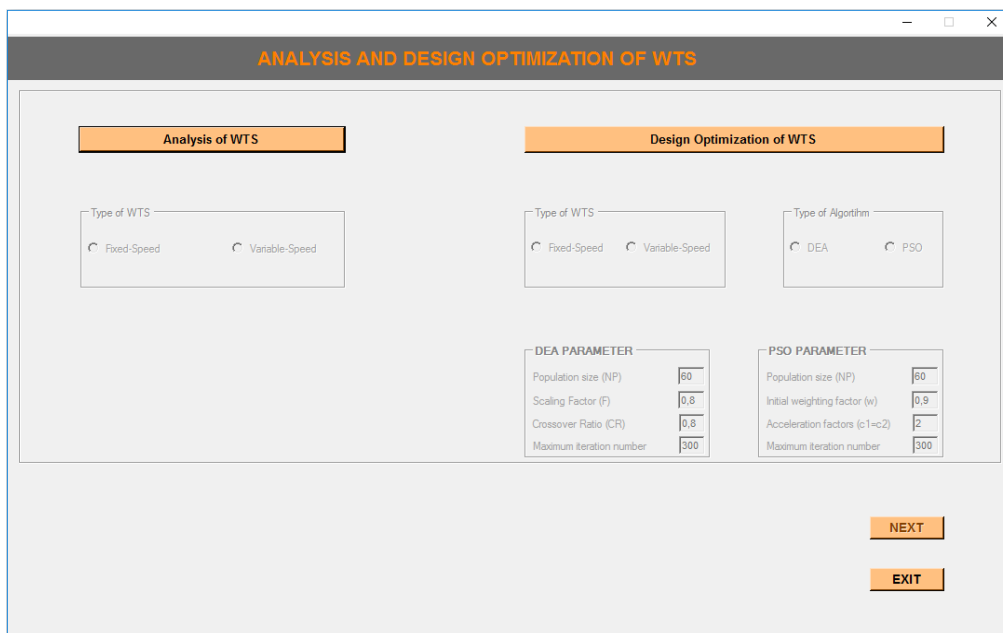 ANALYSIS AND DESIGN OPTIMIZATION OF WTS
Analysis of WTS
Design Optimization of WTS
Type of WTS
Fixed-Speed
Variable-Speed
Type of WTS
Fixed-Speed
Variable-Speed
Type of Algortihm
DEA
PSO
DEA PARAMETER
Population size (NP) 60
Scaling Factor (F) 0,8
Crossover Ratio (CR) 0,8
Maximum iteration number 300
PSO PARAMETER
Population size (NP) 60
Initial weighting factor (w) 0,9
Acceleration factors (c1=c2) 2
Maximum iteration number 300
NEXT
EXIT